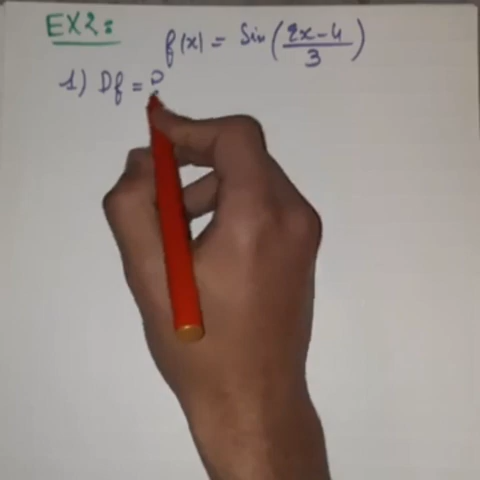 EX2:
f(x) = Sin(2x-4/3)
1) Df = ?